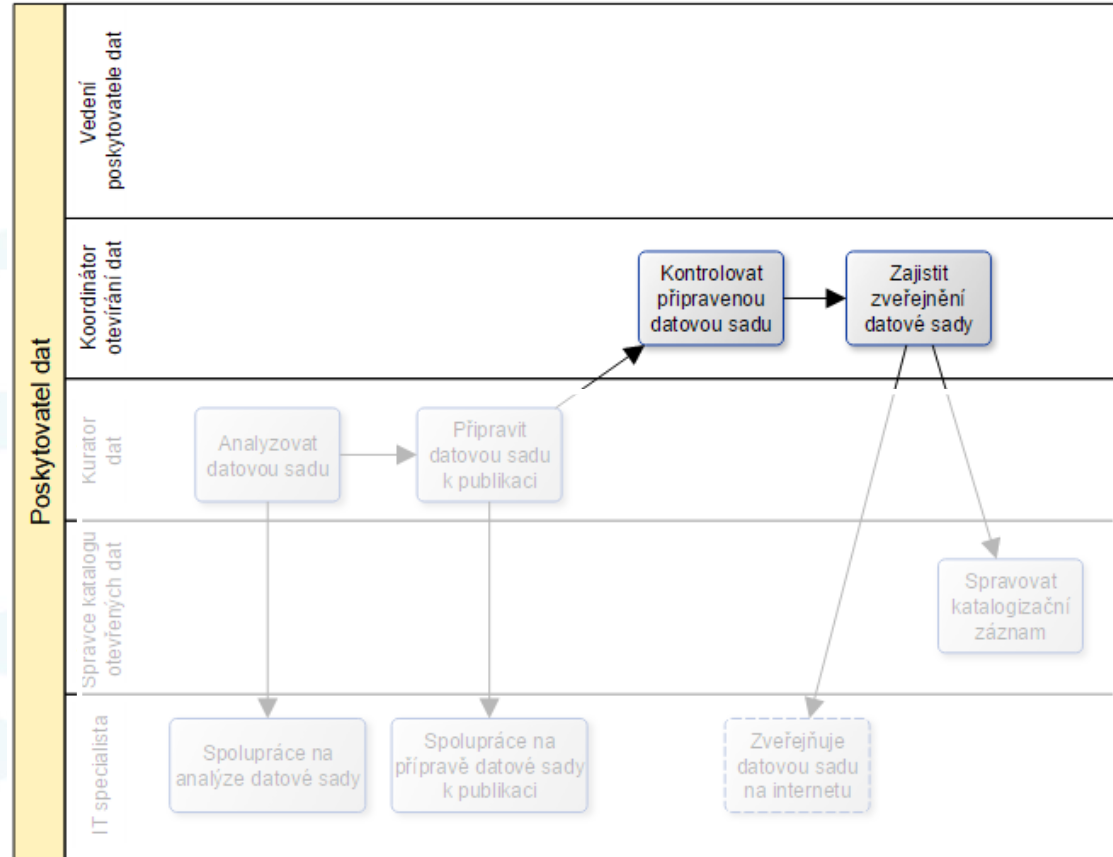 Poskytovatel dat
Vedení
poskytovatele dat
Koordinátor
otevírání dat
Kontrolovat
připravenou
datovou sadu
Zajistit
zveřejnění
datové sady
Kurator
dat
Analyzovat
datovou sadu
Připravit
datovou sadu
k publikaci
Spravce katalogu
otevřených dat
Spravovat
katalogizační
záznam
IT specialista
Spolupráce na
analýze datové sady
Spolupráce na
přípravě datové sady
k publikaci
Zveřejňuje
datovou sadu
na internetu